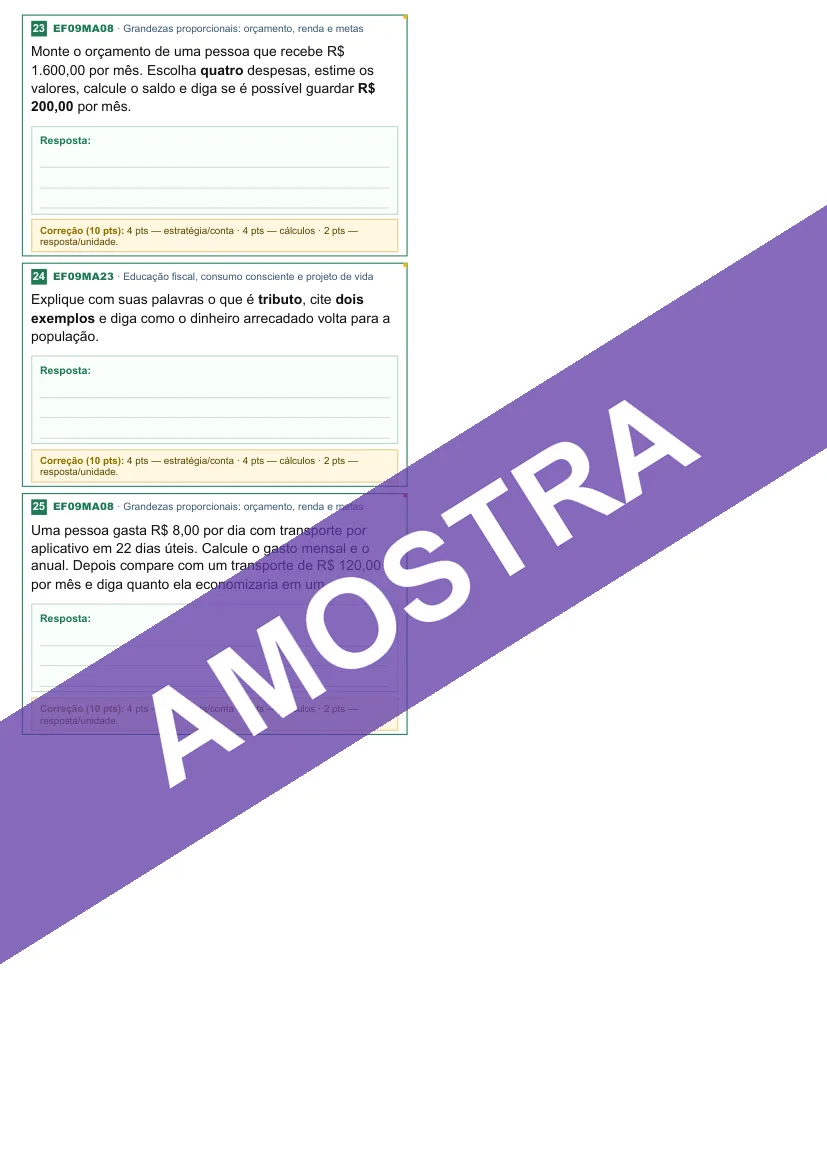 23 EF09MA08 · Grandezas proporcionais: orçamento, renda e metas
Monte o orçamento de uma pessoa que recebe R$
1.600,00 por mês. Escolha quatro despesas, estime os
valores, calcule o saldo e diga se é possível guardar R$
200,00 por mês.
Resposta:
Correção (10 pts): 4 pts — estratégia/conta · 4 pts — cálculos · 2 pts —
resposta/unidade.
24 EF09MA23 · Educação fiscal, consumo consciente e projeto de vida
Explique com suas palavras o que é tributo, cite dois
exemplos e diga como o dinheiro arrecadado volta para a
população.
Resposta:
Correção (10 pts): 4 pts — estratégia/conta · 4 pts — cálculos · 2 pts —
resposta/unidade.
25 EF09MA08 · Grandezas proporcionais: orçamento, renda e metas
Uma pessoa gasta R$ 8,00 por dia com transporte por
aplicativo em 22 dias úteis. Calcule o gasto mensal e o
anual. Depois compare com um transporte de R$ 120,00
por mês e diga quanto ela economizaria em um
Resposta:
Correção (10 pts): 4 pts — /conta · pts — · 2 pts —
resposta/unidade.
AMOSTRA